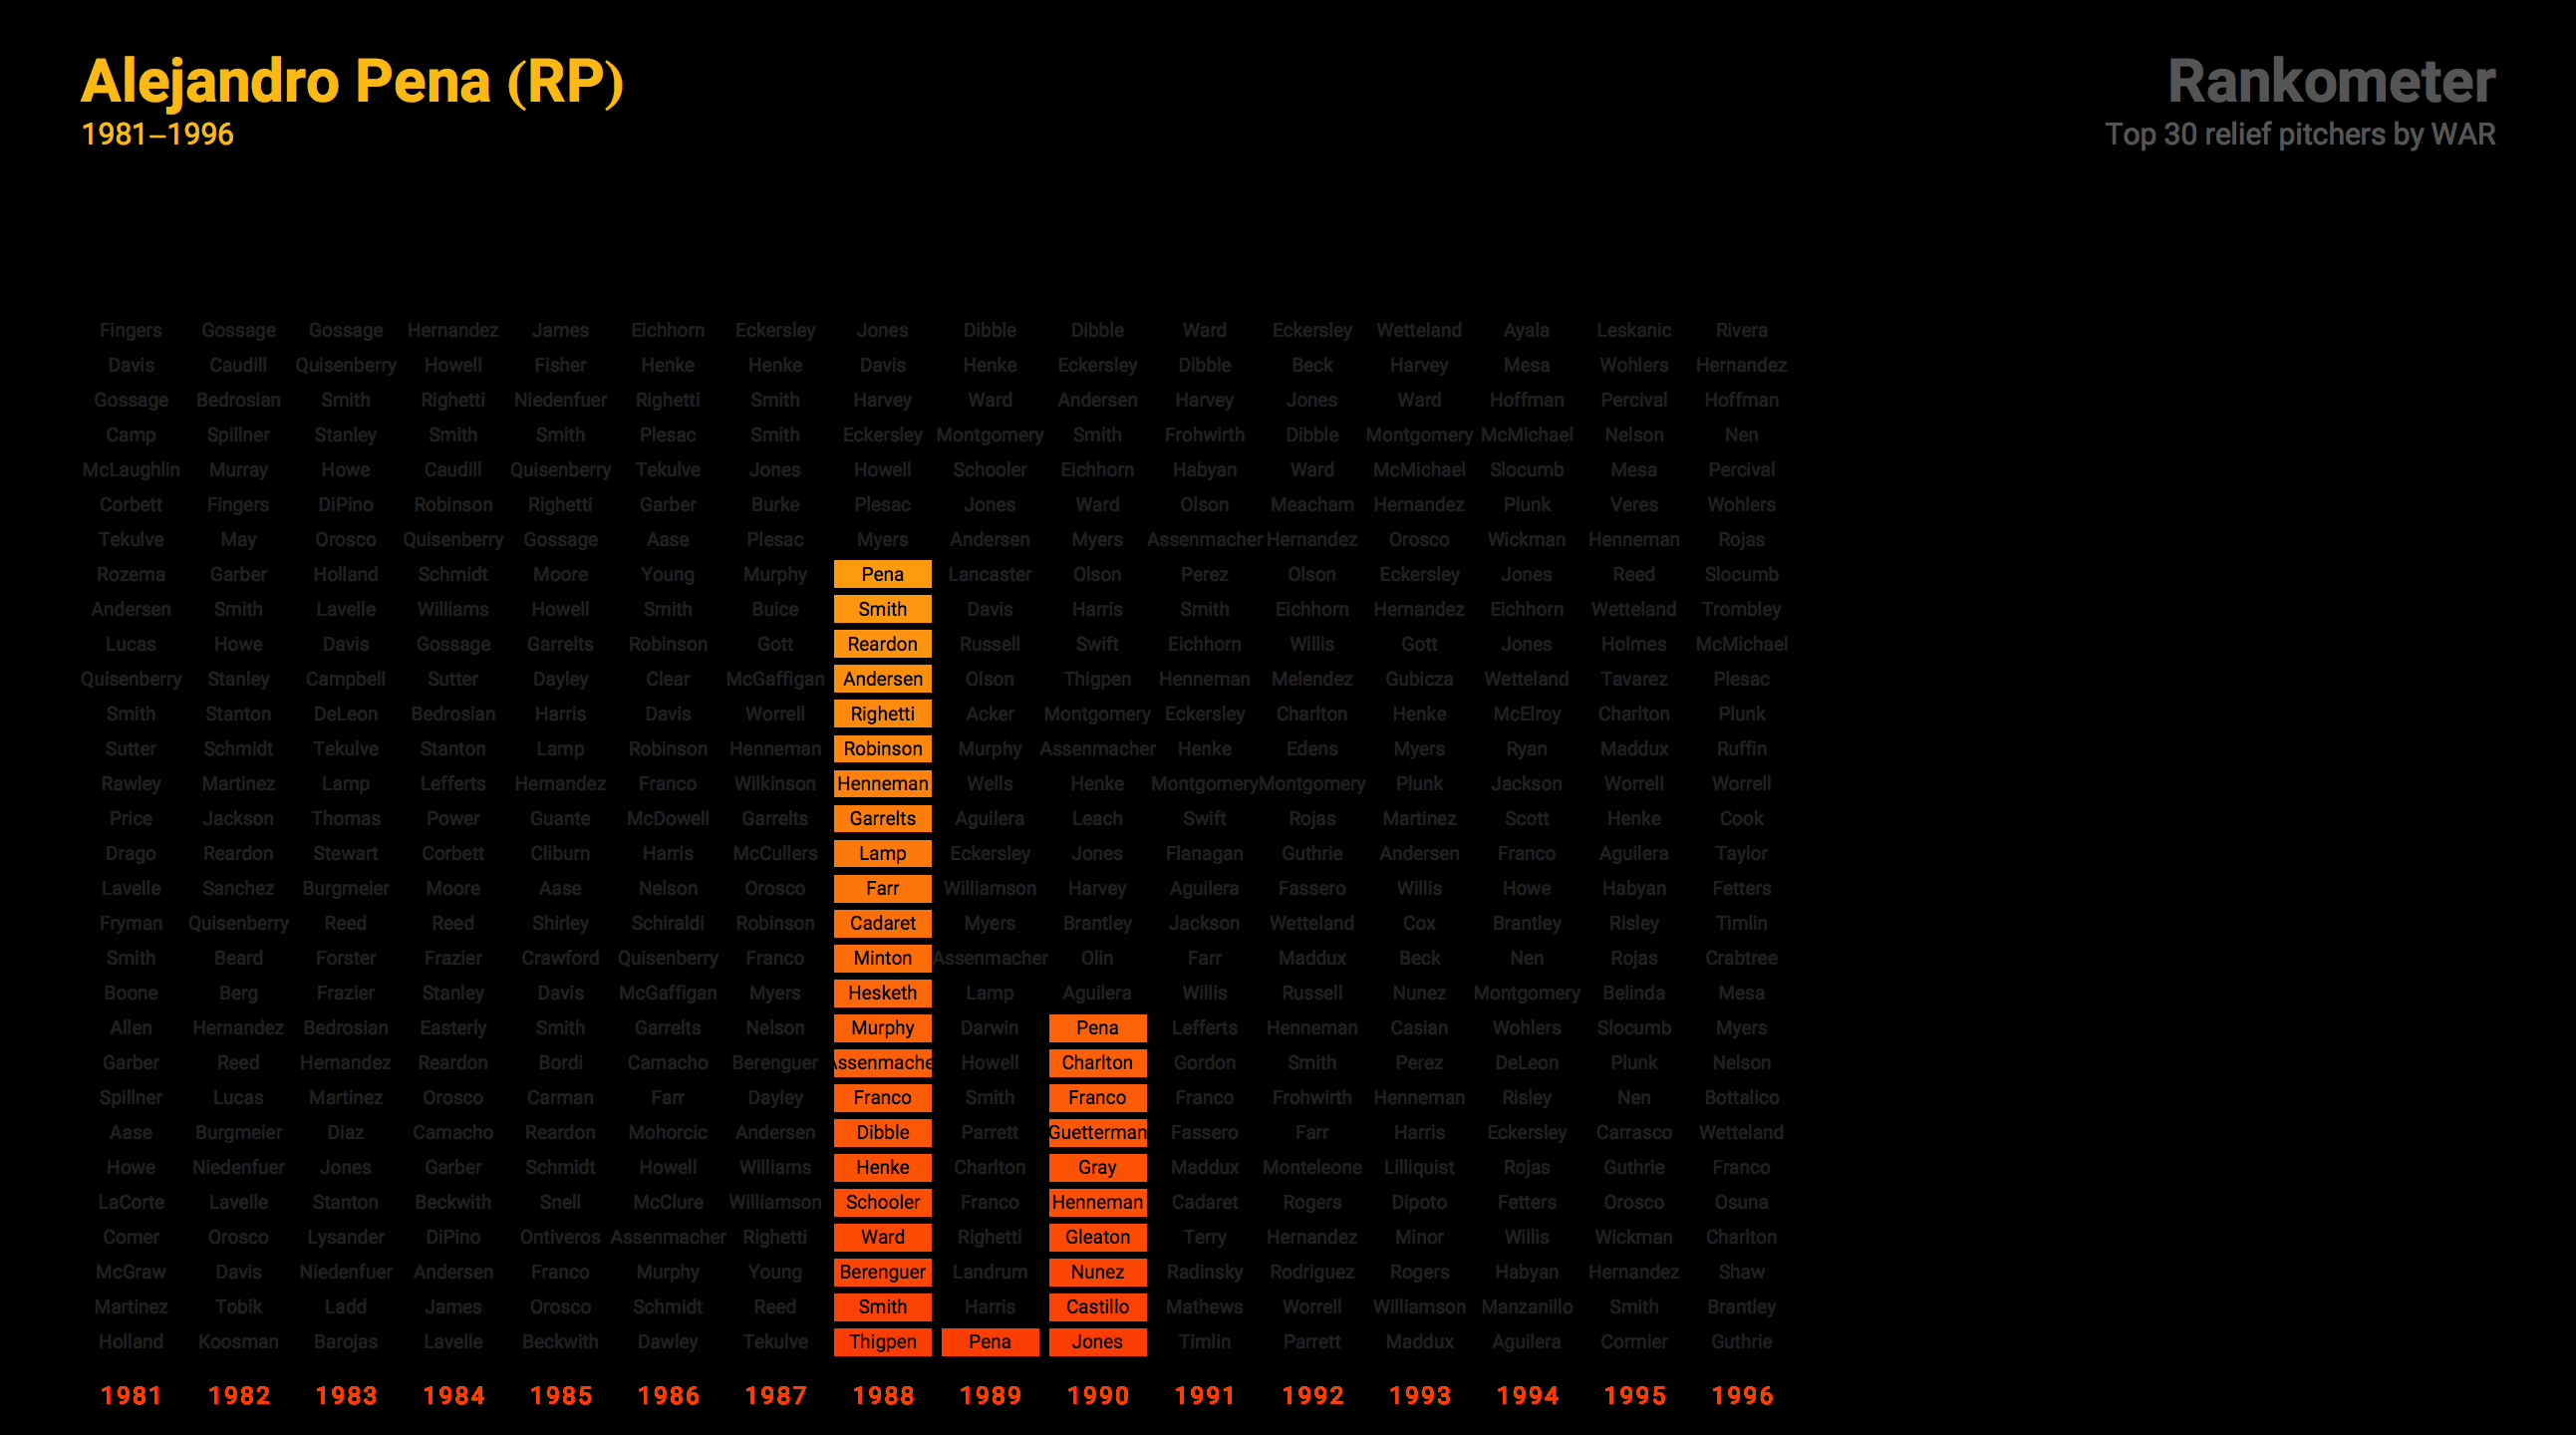 Alejandro Pena (RP)
1981–1996
Rankometer
Top 30 relief pitchers by WAR
Fingers Gossage Gossage Hernandez James Eichhorn Eckersley Jones Dibble Dibble Ward Eckersley Wetteland Ayala Leskanic Rivera
Davis Caudill Quisenberry Howell Fisher Henke Henke Davis Henke Eckersley Dibble Beck Harvey Mesa Wohlers Hernandez
Gossage Bedrosian Smith Righetti Niedenfuer Righetti Smith Harvey Ward Andersen Harvey Jones Ward Hoffman Percival Hoffman
Camp Spillner Stanley Smith Smith Plesac Smith Eckersley Montgomery Smith Frohwirth Dibble Montgomery McMichael Nelson Nen
McLaughlin Murray Howe Caudill Quisenberry Tekulve Jones Howell Schooler Eichhorn Habyan Ward McMichael Slocumb Mesa Percival
Corbett Fingers DiPino Robinson Righetti Garber Burke Plesac Jones Ward Olson Meacham Hernandez Plunk Veres Wohlers
Tekulve May Orosco Quisenberry Gossage Aase Plesac Myers Andersen Myers Assenmacher Hernandez Orosco Wickman Henneman Rojas
Rozema Garber Holland Schmidt Moore Young Murphy Pena Lancaster Olson Perez Olson Eckersley Jones Reed Slocumb
Andersen Smith Lavelle Williams Howell Smith Buice Smith Davis Harris Smith Eichhorn Hernandez Eichhorn Wetteland Trombley
Lucas Howe Davis Gossage Garrelts Robinson Gott Reardon Russell Swift Eichhorn Willis Gott Jones Holmes McMichael
Quisenberry Stanley Campbell Sutter Dayley Clear McGaffigan Andersen Olson Thigpen Henneman Melendez Gubicza Wetteland Tavarez Plesac
Smith Stanton DeLeon Bedrosian Harris Davis Worrell Righetti Acker Montgomery Eckersley Charlton Henke McElroy Charlton Plunk
Sutter Schmidt Tekulve Stanton Lamp Robinson Henneman Robinson Murphy Assenmacher Henke Edens Myers Ryan Maddux Ruffin
Rawley Martinez Lamp Lefferts Hernandez Franco Wilkinson Henneman Wells Henke Montgomery Montgomery Plunk Jackson Worrell Worrell
Price Jackson Thomas Power Guante McDowell Garrelts Garrelts Aguilera Leach Swift Rojas Martinez Scott Henke Cook
Drago Reardon Stewart Corbett Cliburn Harris McCullers Lamp Eckersley Jones Flanagan Guthrie Andersen Franco Aguilera Taylor
Lavelle Sanchez Burgmeier Moore Aase Nelson Orosco Farr Williamson Harvey Aguilera Fassero Willis Howe Habyan Fetters
Fryman Quisenberry Reed Reed Shirley Schiraldi Robinson Cadaret Myers Brantley Jackson Wetteland Cox Brantley Risley Timlin
Smith Beard Forster Frazier Crawford Quisenberry Franco Minton Assenmacher Olin Farr Maddux Beck Nen Rojas Crabtree
Boone Berg Frazier Stanley Davis McGaffigan Myers Hesketh Lamp Aguilera Willis Russell Nunez Montgomery Belinda Mesa
Allen Hernandez Bedrosian Easterly Smith Garrelts Nelson Murphy Darwin Pena Lefferts Henneman Casian Wohlers Slocumb Myers
Garber Reed Hernandez Reardon Bordi Camacho Berenguer Assenmache Howell Charlton Gordon Smith Perez DeLeon Plunk Nelson
Spillner Lucas Martinez Orosco Carman Farr Dayley Franco Smith Franco Franco Frohwirth Henneman Risley Nen Bottalico
Aase Burgmeier Diaz Camacho Reardon Mohorcic Andersen Dibble Parrett Guetterman Fassero Farr Harris Eckersley Carrasco Wetteland
Howe Niedenfuer Jones Garber Schmidt Howell Williams Henke Charlton Gray Maddux Monteleone Lilliquist Rojas Guthrie Franco
LaCorte Lavelle Stanton Beckwith Snell McClure Williamson Schooler Franco Henneman Cadaret Rogers Dipoto Fetters Orosco Osuna
Comer Orosco Lysander DiPino Ontiveros Assenmacher Righetti Ward Righetti Gleaton Terry Hernandez Minor Willis Wickman Charlton
McGraw Davis Niedenfuer Andersen Franco Murphy Young Berenguer Landrum Nunez Radinsky Rodriguez Rogers Habyan Hernandez Shaw
Martinez Tobik Ladd James Orosco Schmidt Reed Smith Harris Castillo Mathews Worrell Williamson Manzanillo Smith Brantley
Holland Koosman Barojas Lavelle Beckwith Dawley Tekulve Thigpen Pena Jones Timlin Parrett Maddux Aguilera Cormier Guthrie
1981 1982 1983 1984 1985 1986 1987 1988 1989 1990 1991 1992 1993 1994 1995 1996